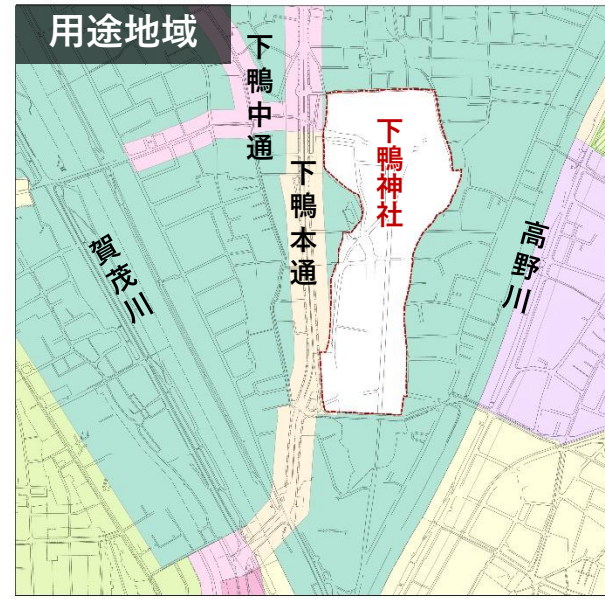 用途地域
下鴨中通
下鴨本通
下鴨神社
賀茂川
高野川